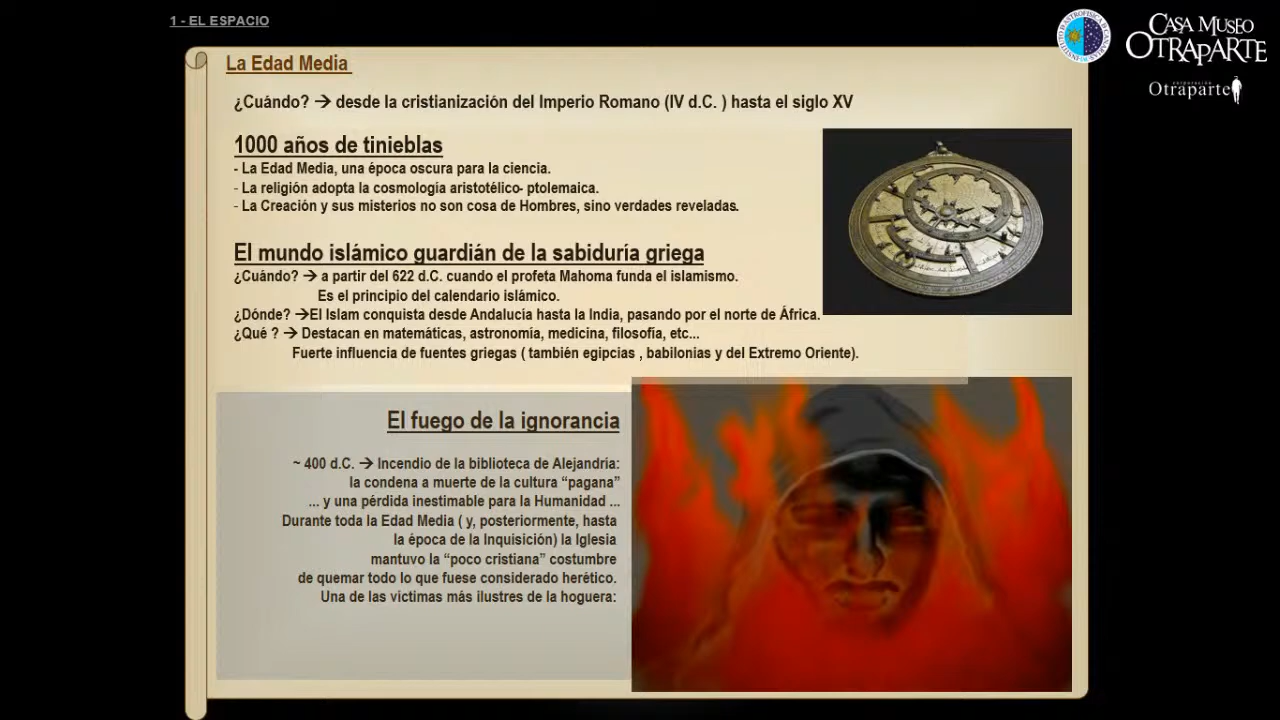 1 - EL ESPACIO
CASA MUSEO
OTRAPARTE
corporación
Otraparte
La Edad Media
¿Cuándo? → desde la cristianización del Imperio Romano (IV d.C. ) hasta el siglo XV
1000 años de tinieblas
- La Edad Media, una época oscura para la ciencia.
- La religión adopta la cosmología aristotélico- ptolemaica.
- La Creación y sus misterios no son cosa de Hombres, sino verdades reveladas.
El mundo islámico guardián de la sabiduría griega
¿Cuándo? → a partir del 622 d.C. cuando el profeta Mahoma funda el islamismo.
Es el principio del calendario islámico.
¿Dónde? →El Islam conquista desde Andalucía hasta la India, pasando por el norte de África.
¿Qué ? → Destacan en matemáticas, astronomía, medicina, filosofía, etc...
Fuerte influencia de fuentes griegas ( también egipcias , babilonias y del Extremo Oriente).
El fuego de la ignorancia
~ 400 d.C. → Incendio de la biblioteca de Alejandría:
la condena a muerte de la cultura “pagana”
... y una pérdida inestimable para la Humanidad ...
Durante toda la Edad Media ( y, posteriormente, hasta
la época de la Inquisición) la Iglesia
mantuvo la “poco cristiana” costumbre
de quemar todo lo que fuese considerado herético.
Una de las víctimas más ilustres de la hoguera: